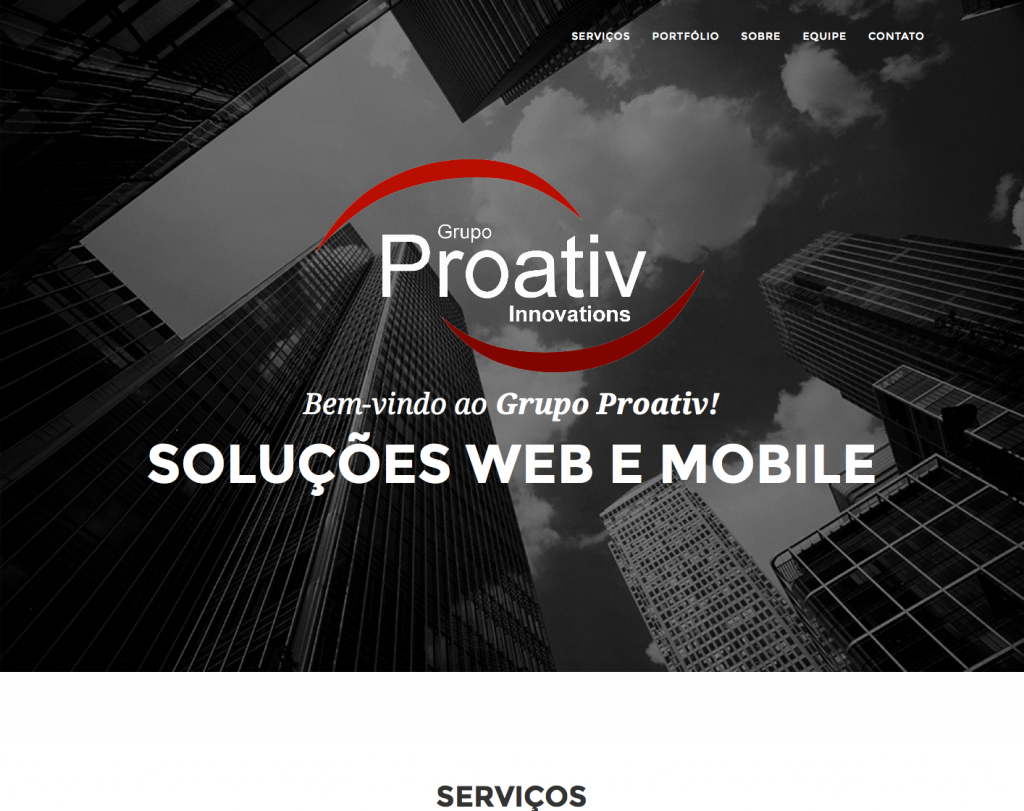 SERVIÇOS PORTFÓLIO SOBRE EQUIPE CONTATO
Grupo
Proativ
Innovations
Bem-vindo ao Grupo Proativ!
SOLUÇÕES WEB E MOBILE
SERVIÇOS